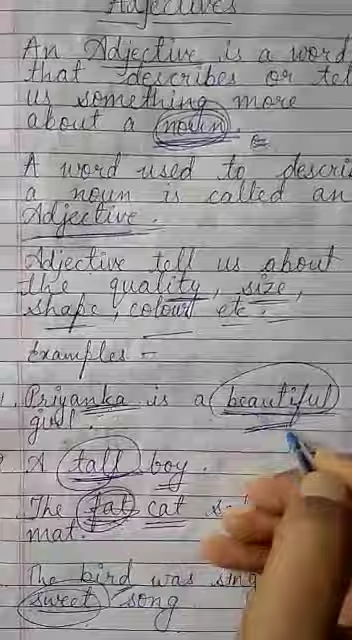 Adjectives
An Adjective is a word
that describes or tel
us something more
about a noun.
A word used to descri
a noun is called an
Adjective.
Adjective tell us about
the quality, size,
shape, colour etc.
Examples -
1. Priyanka is a beautiful
girl.
A tall boy.
The fat cat
mat.
The bird was sing
sweet song